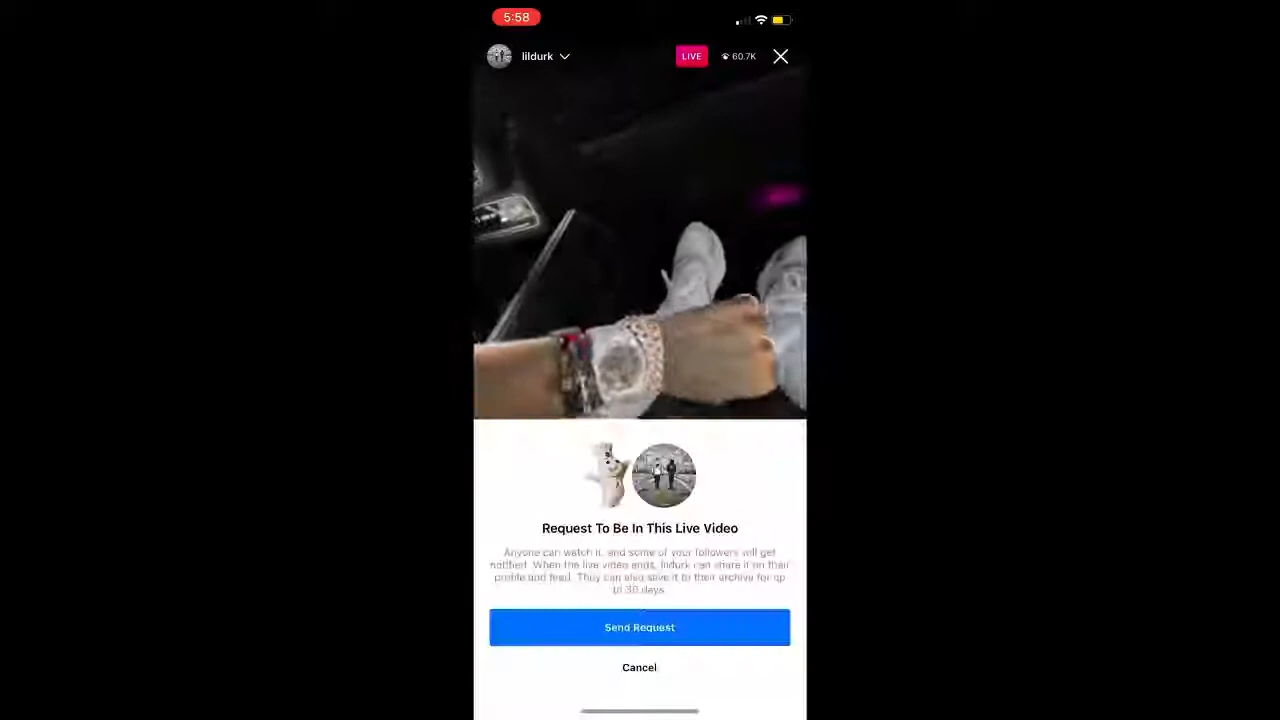 5:58
lildurk
LIVE
60.7K
Request To Be In This Live Video
Anyone can watch it, and some of your followers will get
notified. When the live video ends, lildurk can share it on their
profile and feed. They can also save it to their archive for up
to 30 days.
Send Request
Cancel